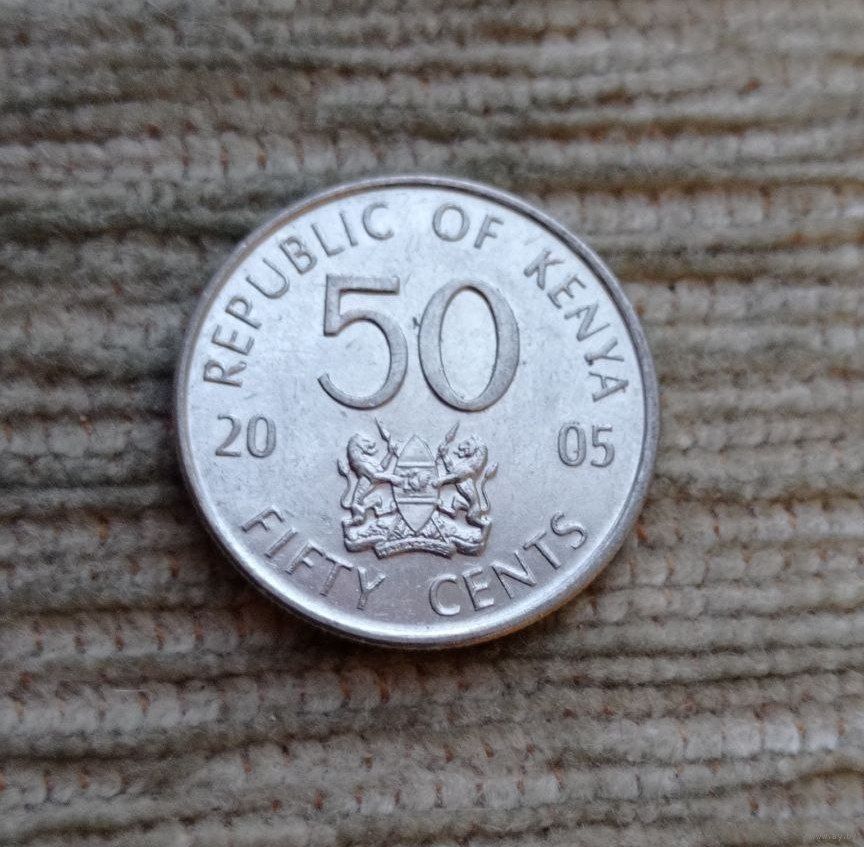 REPUBLIC OF KENYA
50
20 05
FIFTY CENTS